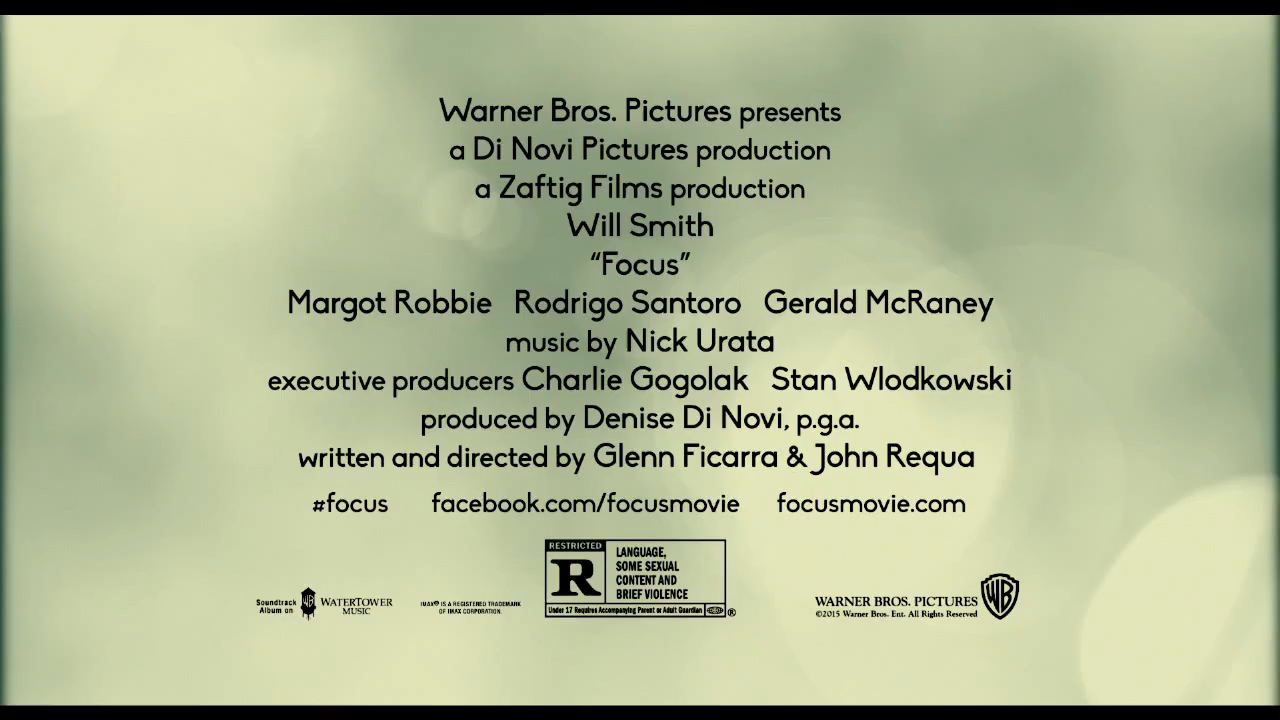 Warner Bros. Pictures presents
a Di Novi Pictures production
a Zaftig Films production
Will Smith
“Focus”
Margot Robbie Rodrigo Santoro Gerald McRaney
music by Nick Urata
executive producers Charlie Gogolak Stan Wlodkowski
produced by Denise Di Novi, p.g.a.
written and directed by Glenn Ficarra & John Requa
#focus facebook.com/focusmovie focusmovie.com
Soundtrack
Album on
WATERTOWER
MUSIC
IMAX® IS A REGISTERED TRADEMARK
OF IMAX CORPORATION.
RESTRICTED
R
LANGUAGE,
SOME SEXUAL
CONTENT AND
BRIEF VIOLENCE
Under 17 Requires Accompanying Parent or Adult Guardian
®
WARNER BROS. PICTURES
©2015 Warner Bros. Ent. All Rights Reserved
WB